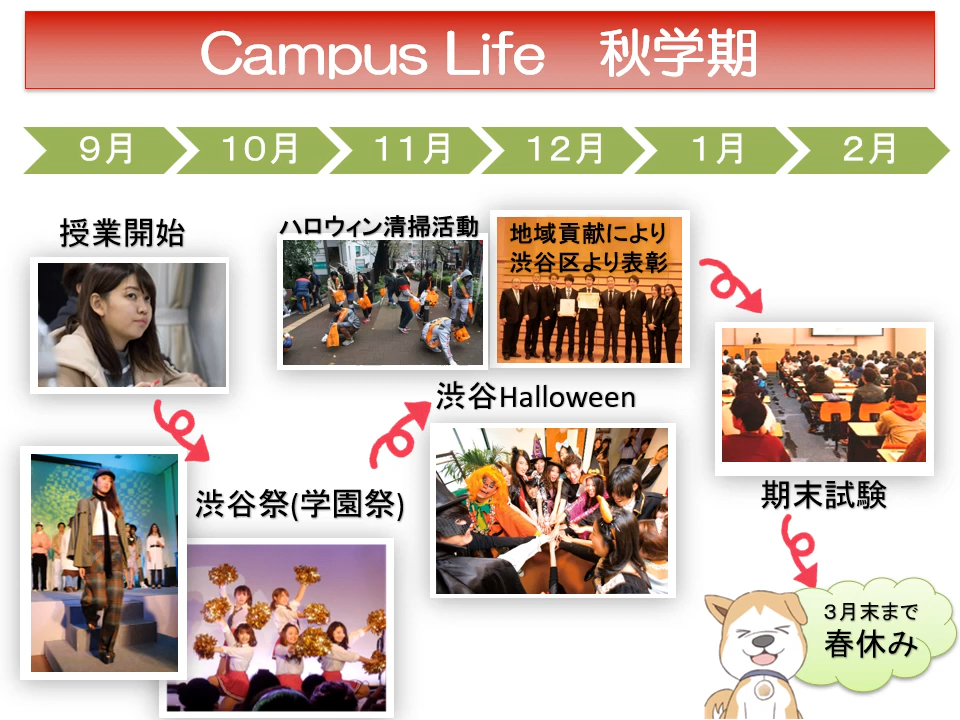 Campus Life　秋学期
9月
10月
11月
12月
1月
2月
授業開始
ハロウィン清掃活動
地域貢献により
渋谷区より表彰
渋谷Halloween
渋谷祭(学園祭)
期末試験
３月末まで
春休み